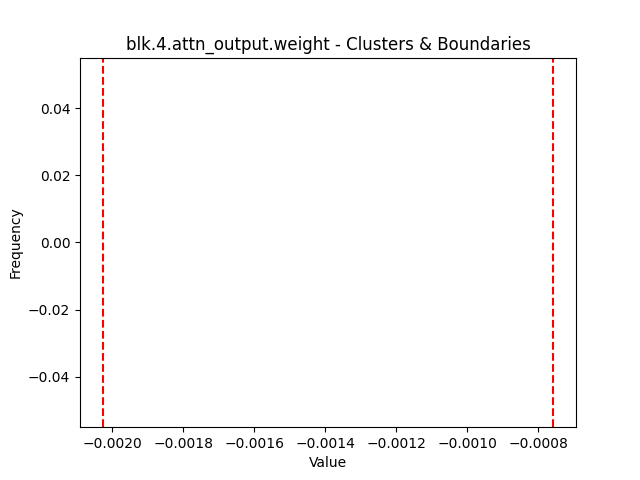 blk.4.attn_output.weight - Clusters & Boundaries
0.04
0.02
0.00
−0.02
−0.04
Frequency
−0.0020 −0.0018 −0.0016 −0.0014 −0.0012 −0.0010 −0.0008
Value